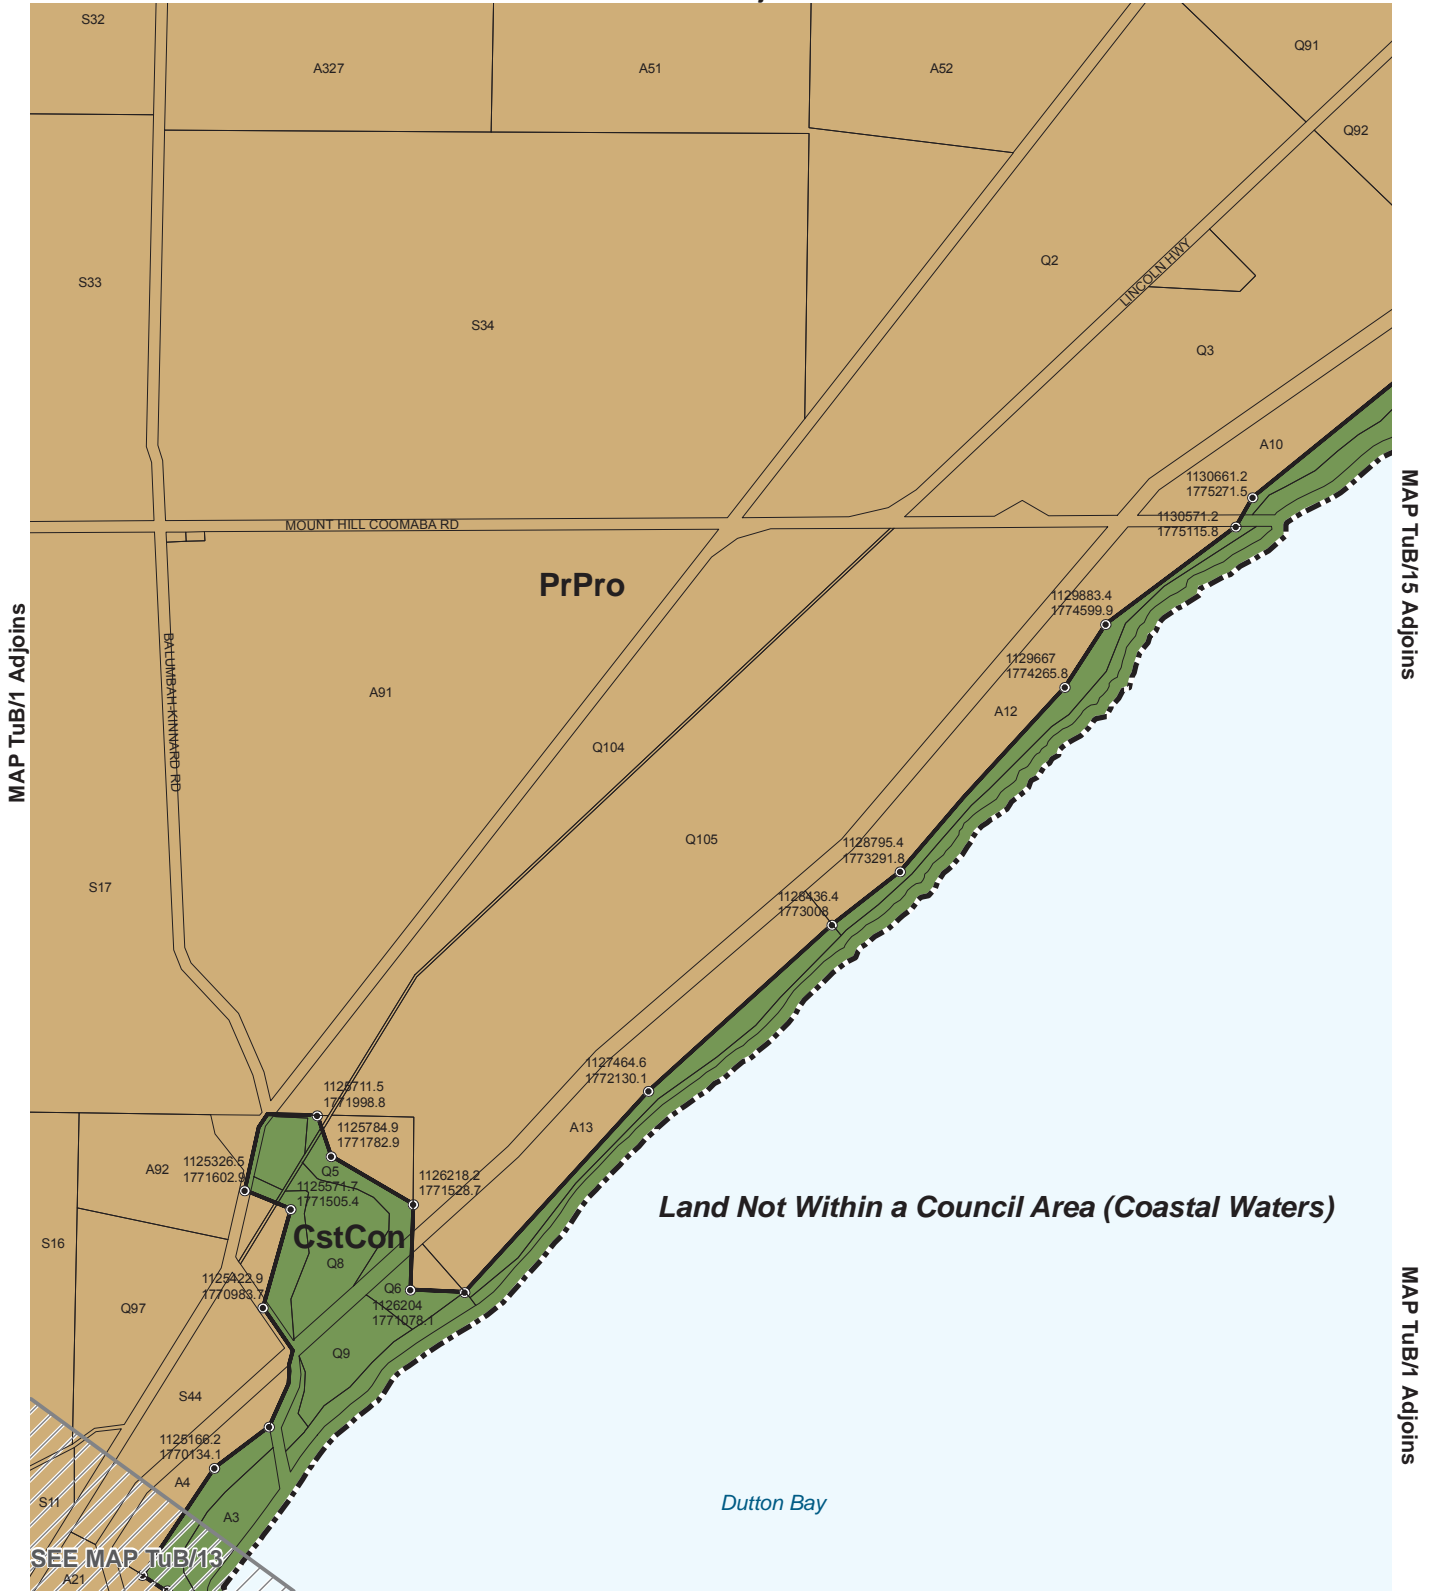 S32
A327
A51
A52
Q91
Q92
S33
S34
Q2
LINCOLN HWY
Q3
A10
1130661.2
1775271.5
1130571.2
1775115.8
MOUNT HILL COOMABA RD
PrPro
MAP TuB/15 Adjoins
MAP TuB/1 Adjoins
BALUMBAH-KINNARD RD
1129883.4
1774599.9
1129667
1774265.8
A91
A12
Q104
Q105
1128795.4
1773291.8
S17
1128436.4
1773008
1127464.6
1772130.1
1125711.5
1771998.8
1125784.9
1771782.9
A13
A92
1125326.5
1771602.9
Q5
1125571.7
1771505.4
1126218.2
1771528.7
Land Not Within a Council Area (Coastal Waters)
S16
CstCon
Q8
1125422.9
1770983.7
Q6
1126204
1771078.1
Q97
Q9
MAP TuB/1 Adjoins
S44
1125166.2
1770134.1
A4
S11
A3
Dutton Bay
SEE MAP TuB/13
A21